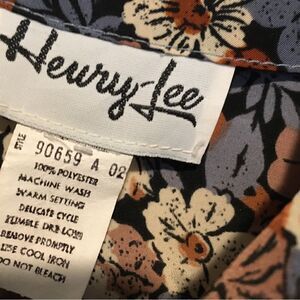 Henry-Lee
STYLE 90659 A 02
100% POLYESTER
MACHINE WASH
WARM SETTING
DELICATE CYCLE
TUMBLE DRY LOW
REMOVE PROMPTLY
USE COOL IRON
DO NOT BLEACH